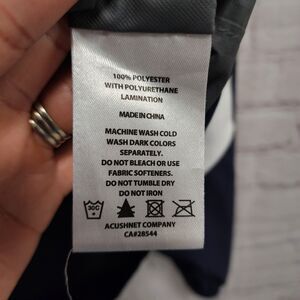 100% POLYESTER
WITH POLYURETHANE
LAMINATION
MADE IN CHINA
MACHINE WASH COLD
WASH DARK COLORS
SEPARATELY.
DO NOT BLEACH OR USE
FABRIC SOFTENERS.
DO NOT TUMBLE DRY
DO NOT IRON
30C
ACUSHNET COMPANY
CA#28544